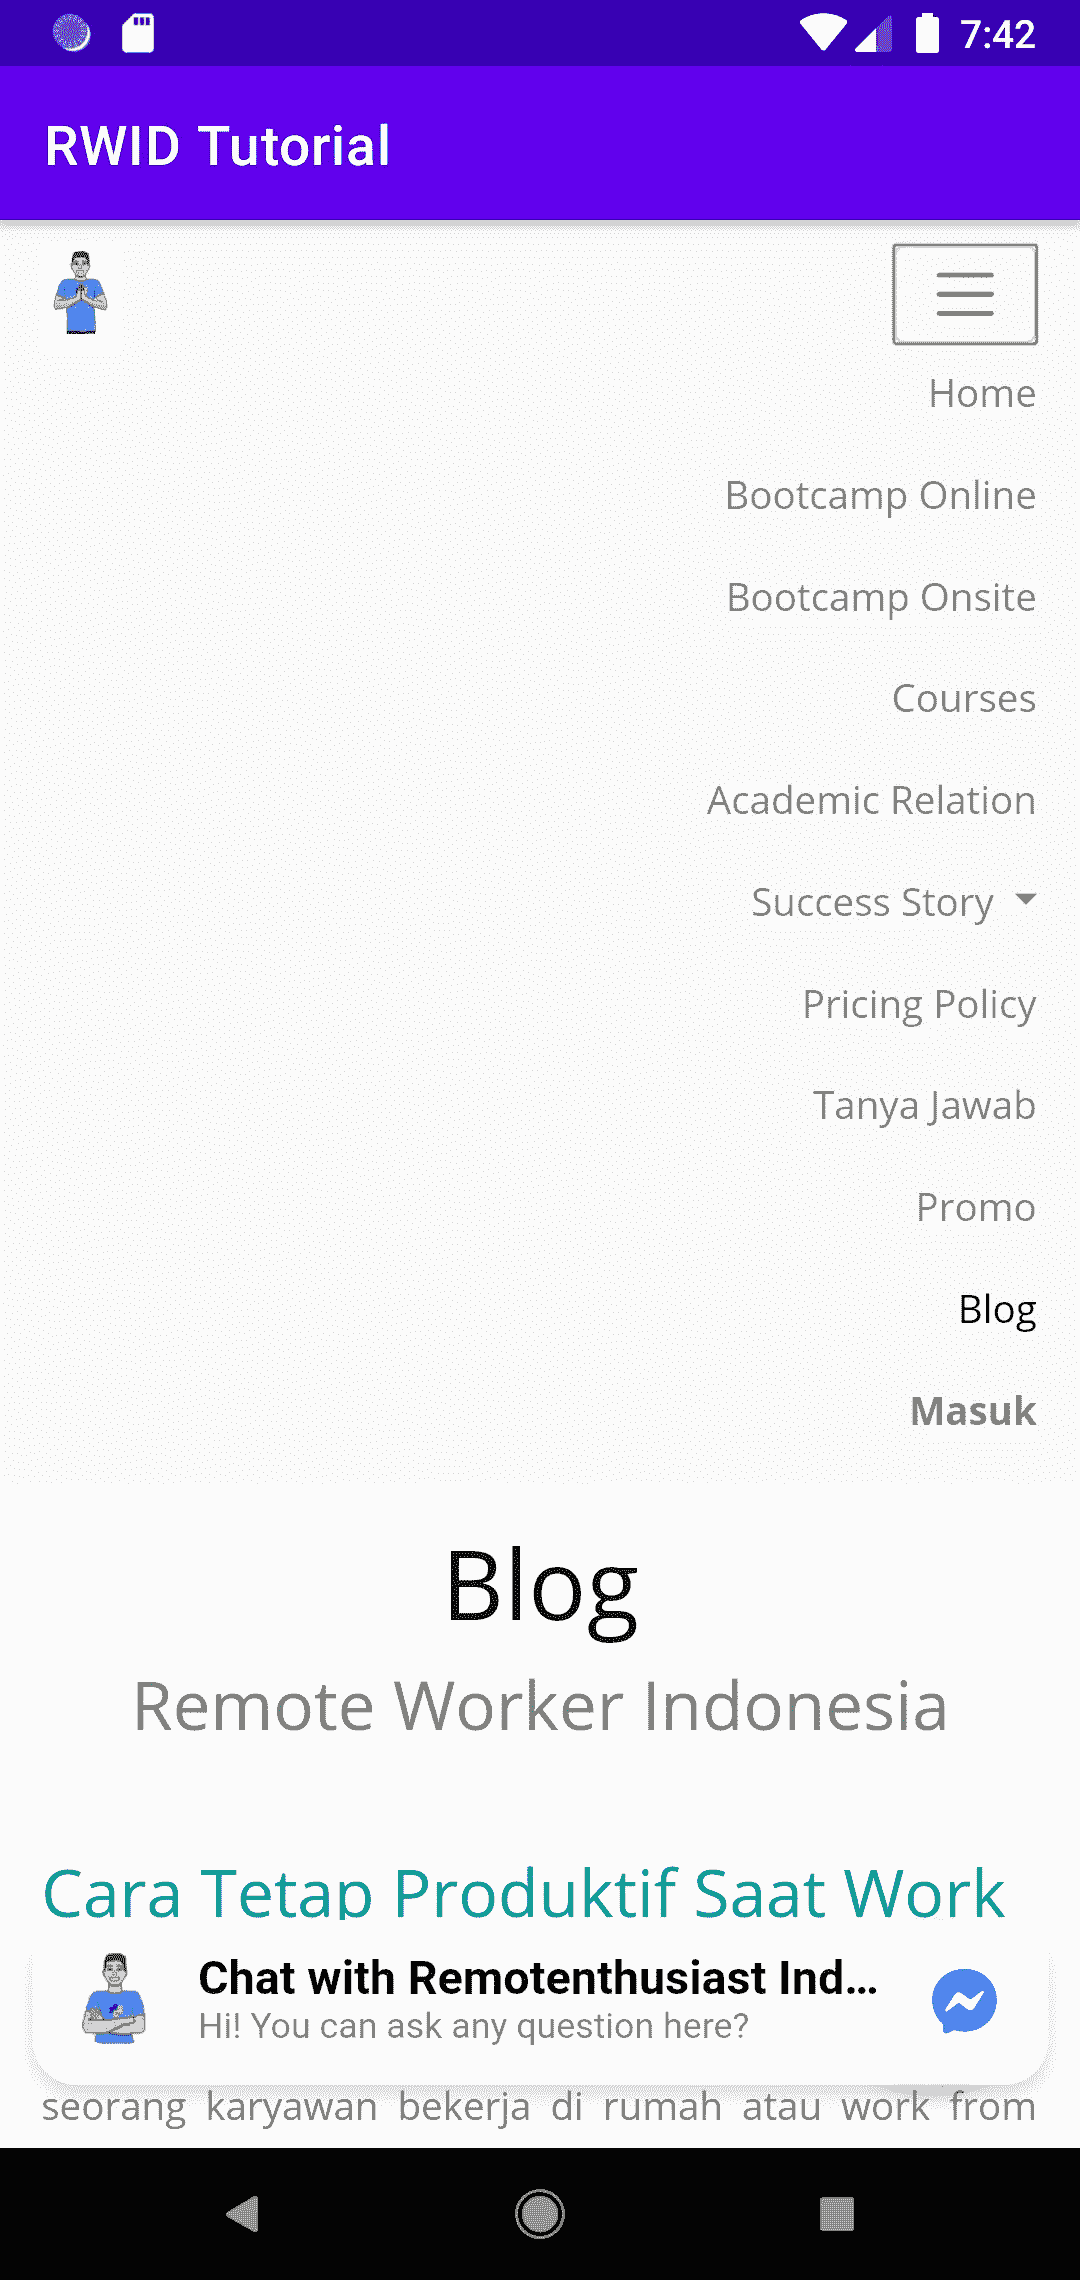 7:42
RWID Tutorial
Home
Bootcamp Online
Bootcamp Onsite
Courses
Academic Relation
Success Story
Pricing Policy
Tanya Jawab
Promo
Blog
Masuk
Blog
Remote Worker Indonesia
Cara Tetap Produktif Saat Work
Chat with Remotenthusiast Ind...
Hi! You can ask any question here?
seorang karyawan bekerja di rumah atau work from